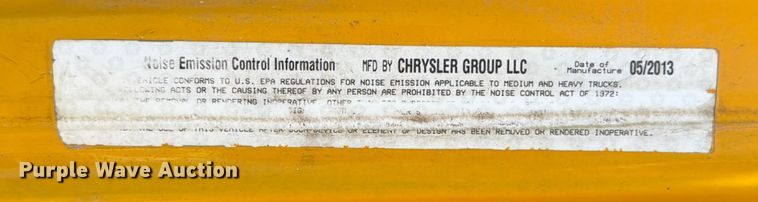 Noise Emission Control Information MFD BY CHRYSLER GROUP LLC Date of Manufacture 05/2013
VEHICLE CONFORMS TO U.S. EPA REGULATIONS FOR NOISE EMISSION APPLICABLE TO MEDIUM AND HEAVY TRUCKS.
LLOWING ACTS OR THE CAUSING THEREOF BY ANY PERSON ARE PROHIBITED BY THE NOISE CONTROL ACT OF 1972:
THE REMOVAL OR RENDERING INOPERATIVE, OTHER
THE USE OF THIS VEHICLE AFTER SUCH DEVICE OR ELEMENT OF DESIGN HAS BEEN REMOVED OR RENDERED INOPERATIVE.
Purple Wave Auction